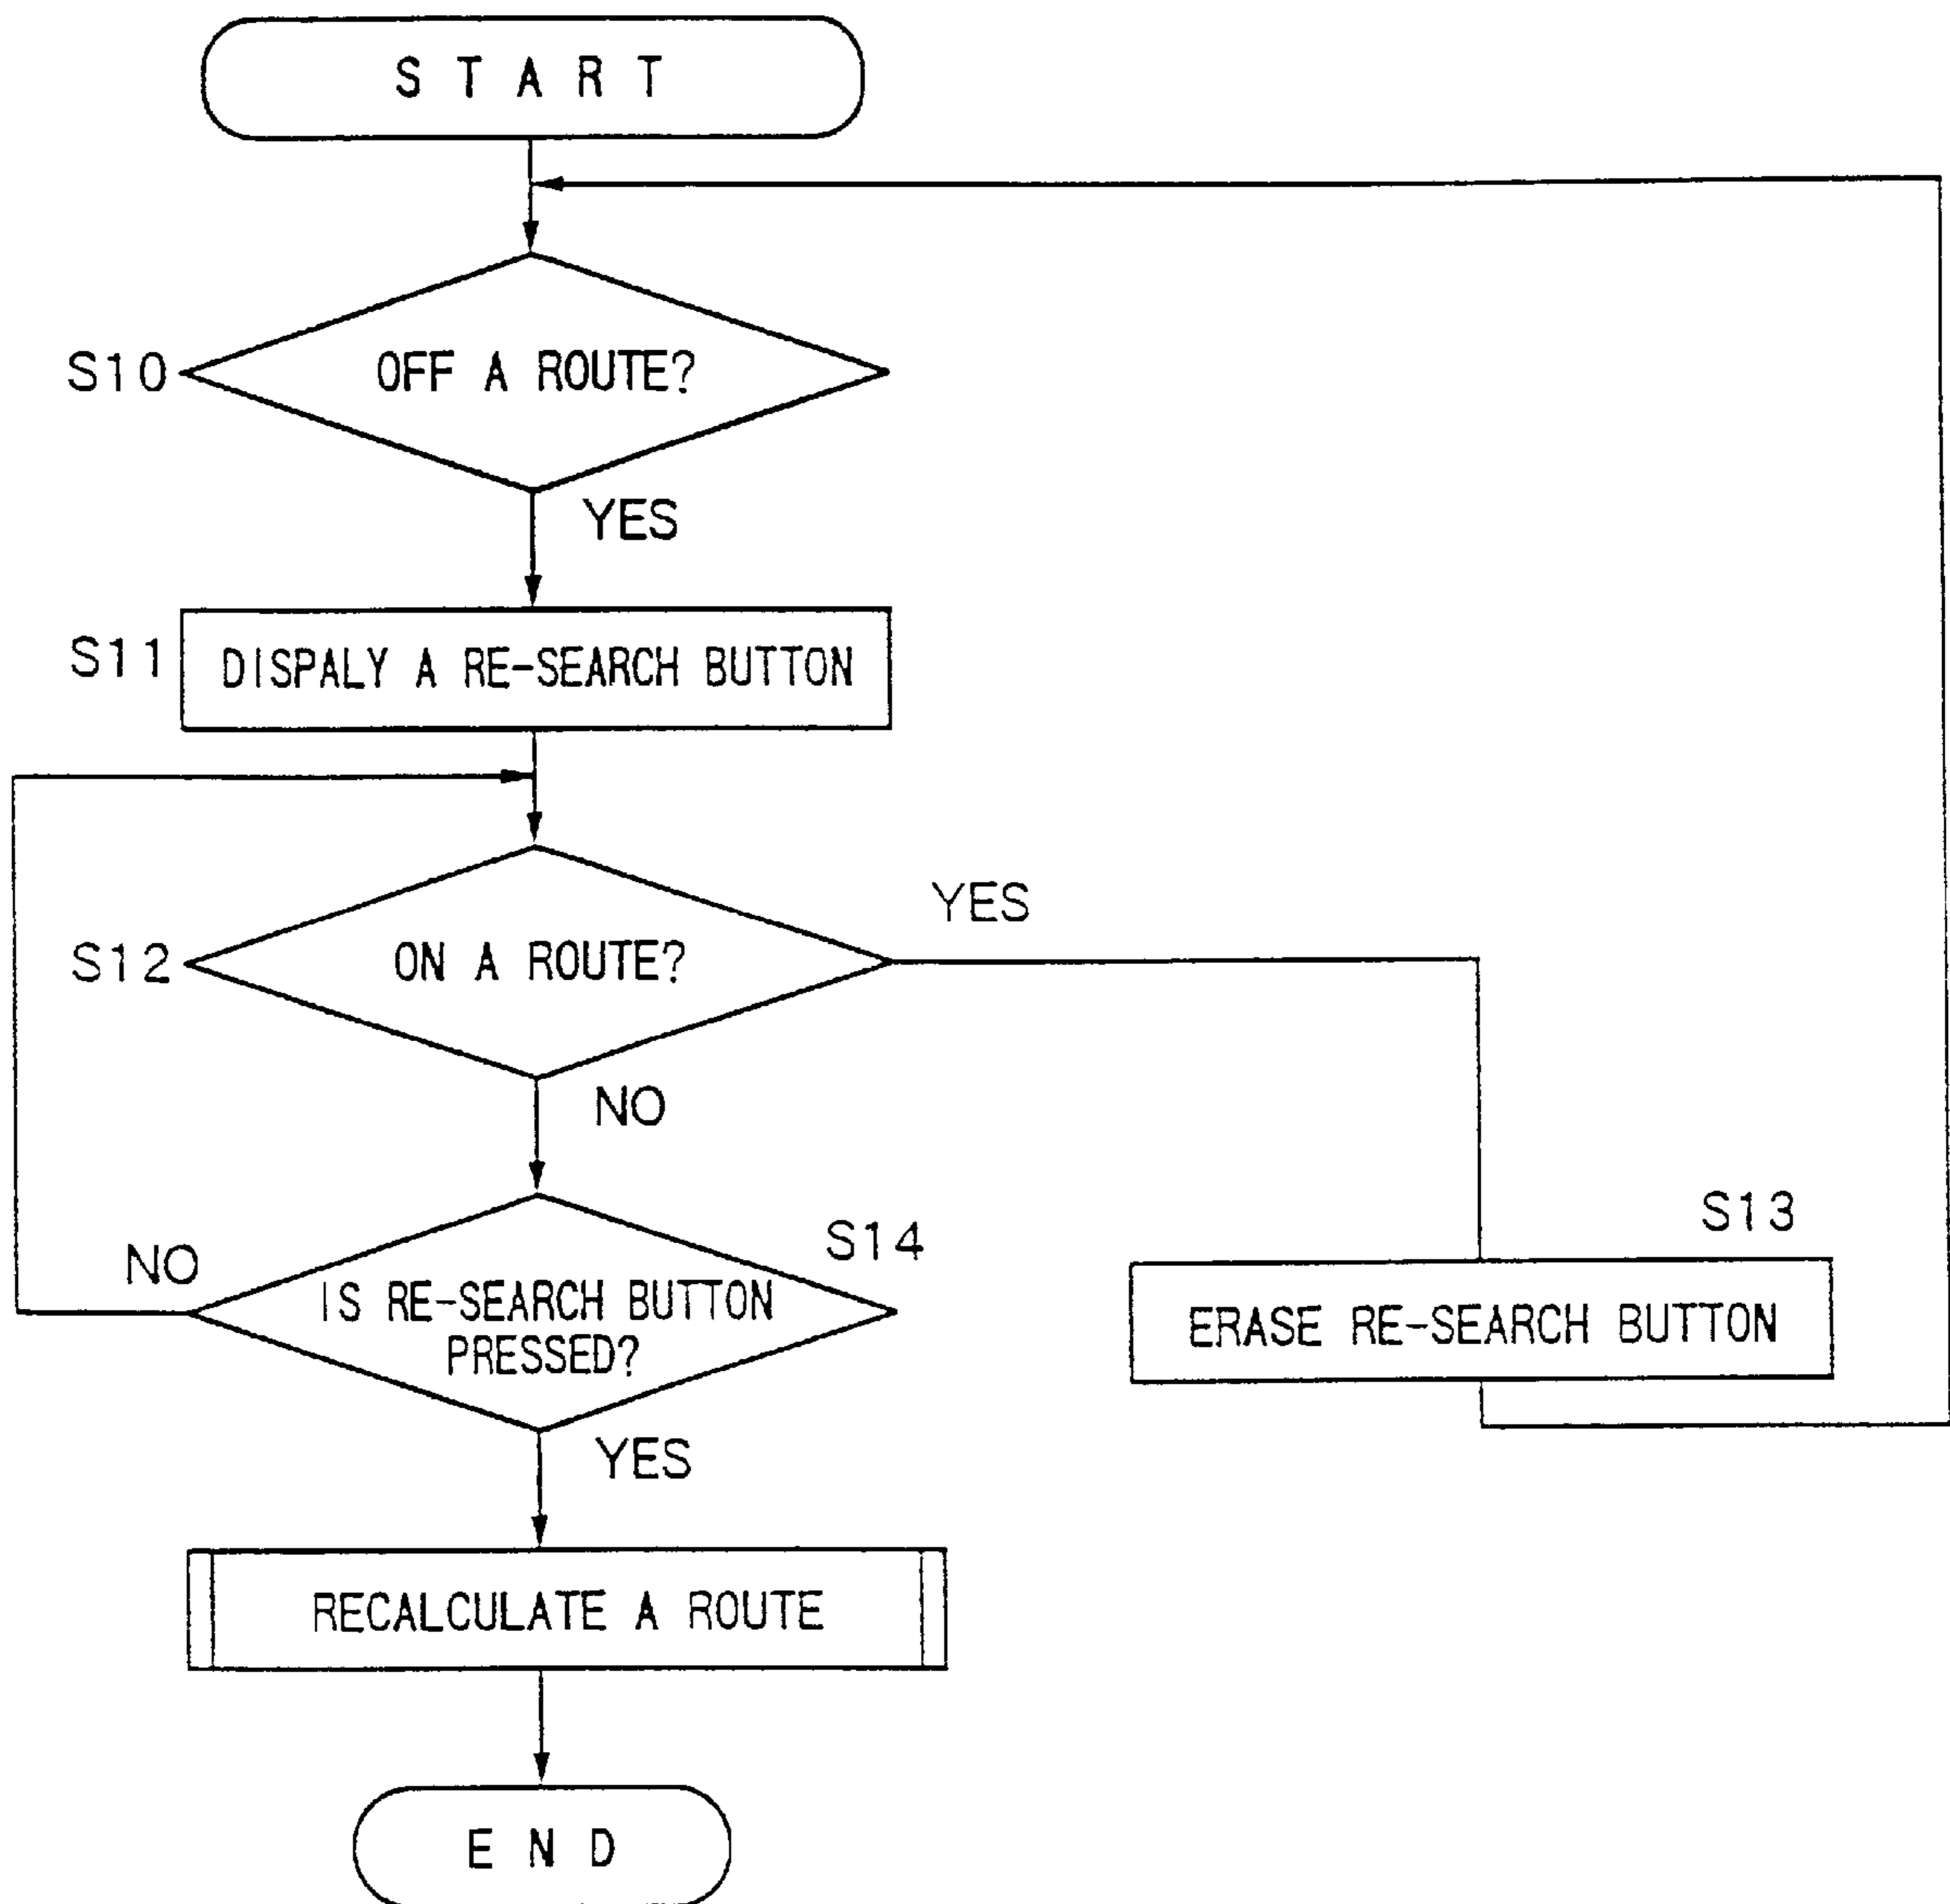 START
S10
OFF A ROUTE?
YES
S11
DISPALY A RE-SEARCH BUTTON
YES
S12
ON A ROUTE?
NO
S13
S14
NO
IS RE-SEARCH BUTTON
PRESSED?
ERASE RE-SEARCH BUTTON
YES
RECALCULATE A ROUTE
END